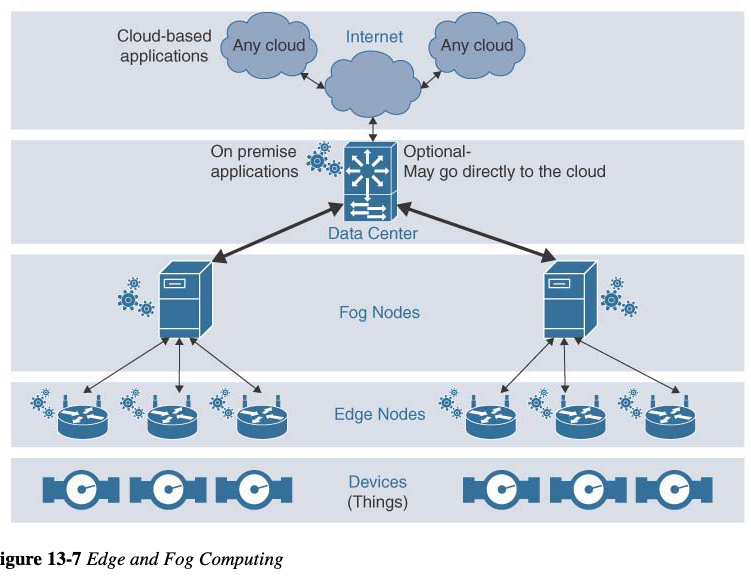 Cloud-based
applications
Any cloud
Internet
Any cloud
On premise
applications
Optional-
May go directly to the cloud
Data Center
Fog Nodes
Edge Nodes
Devices
(Things)
igure 13-7 Edge and Fog Computing